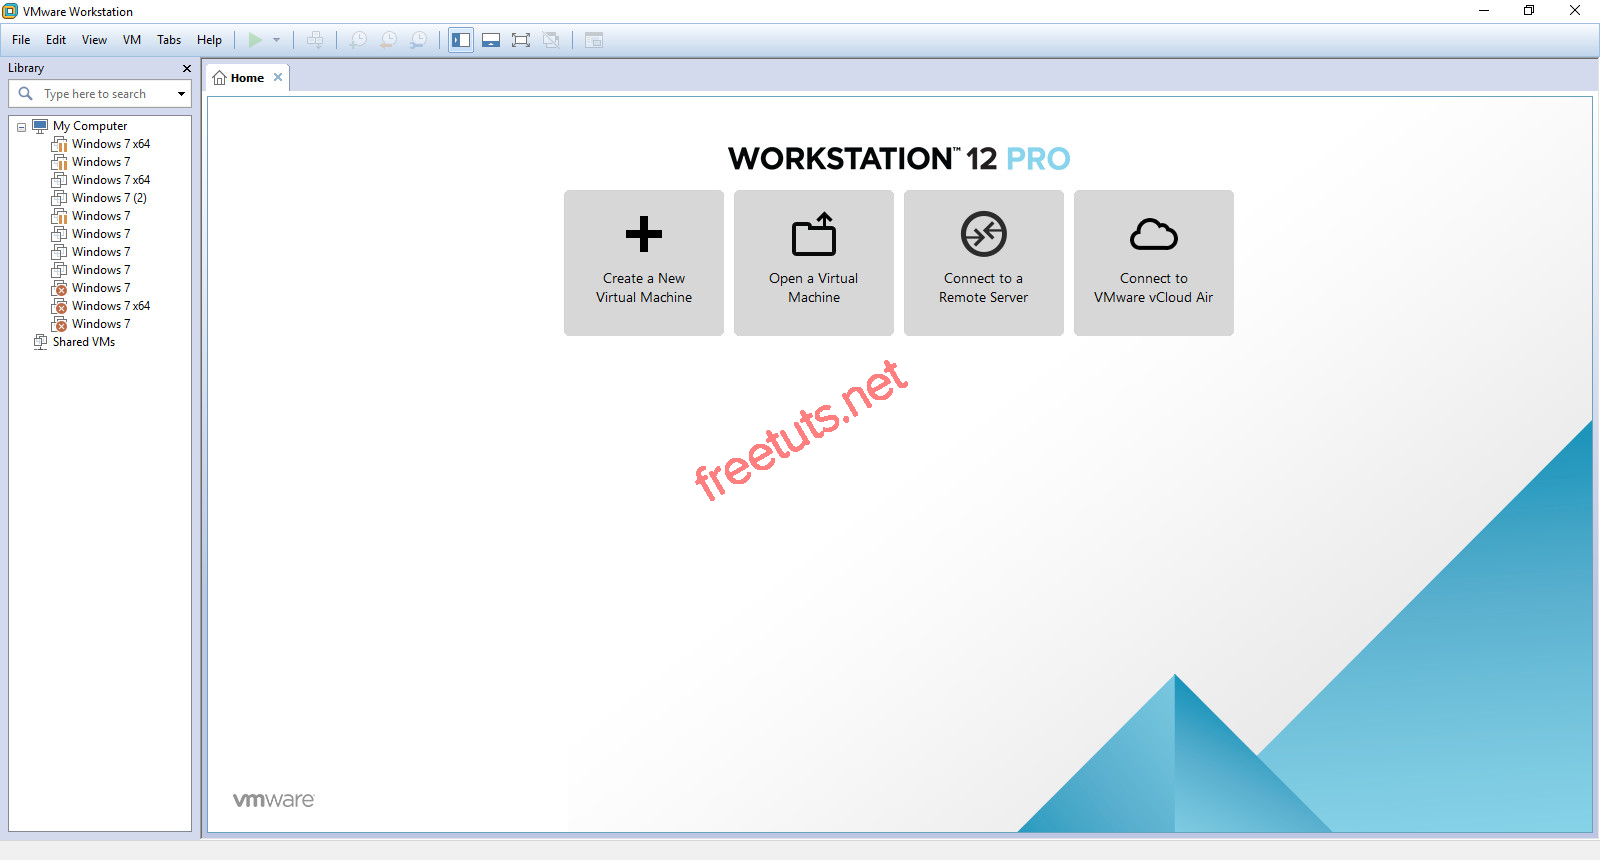 VMware Workstation
File Edit View VM Tabs Help
Library
Type here to search
My Computer
Windows 7 x64
Windows 7
Windows 7 x64
Windows 7 (2)
Windows 7
Windows 7
Windows 7
Windows 7
Windows 7
Windows 7 x64
Windows 7
Shared VMs
Home
WORKSTATION™ 12 PRO
Create a New
Virtual Machine
Open a Virtual
Machine
Connect to a
Remote Server
Connect to
VMware vCloud Air
freetuts.net
vmware